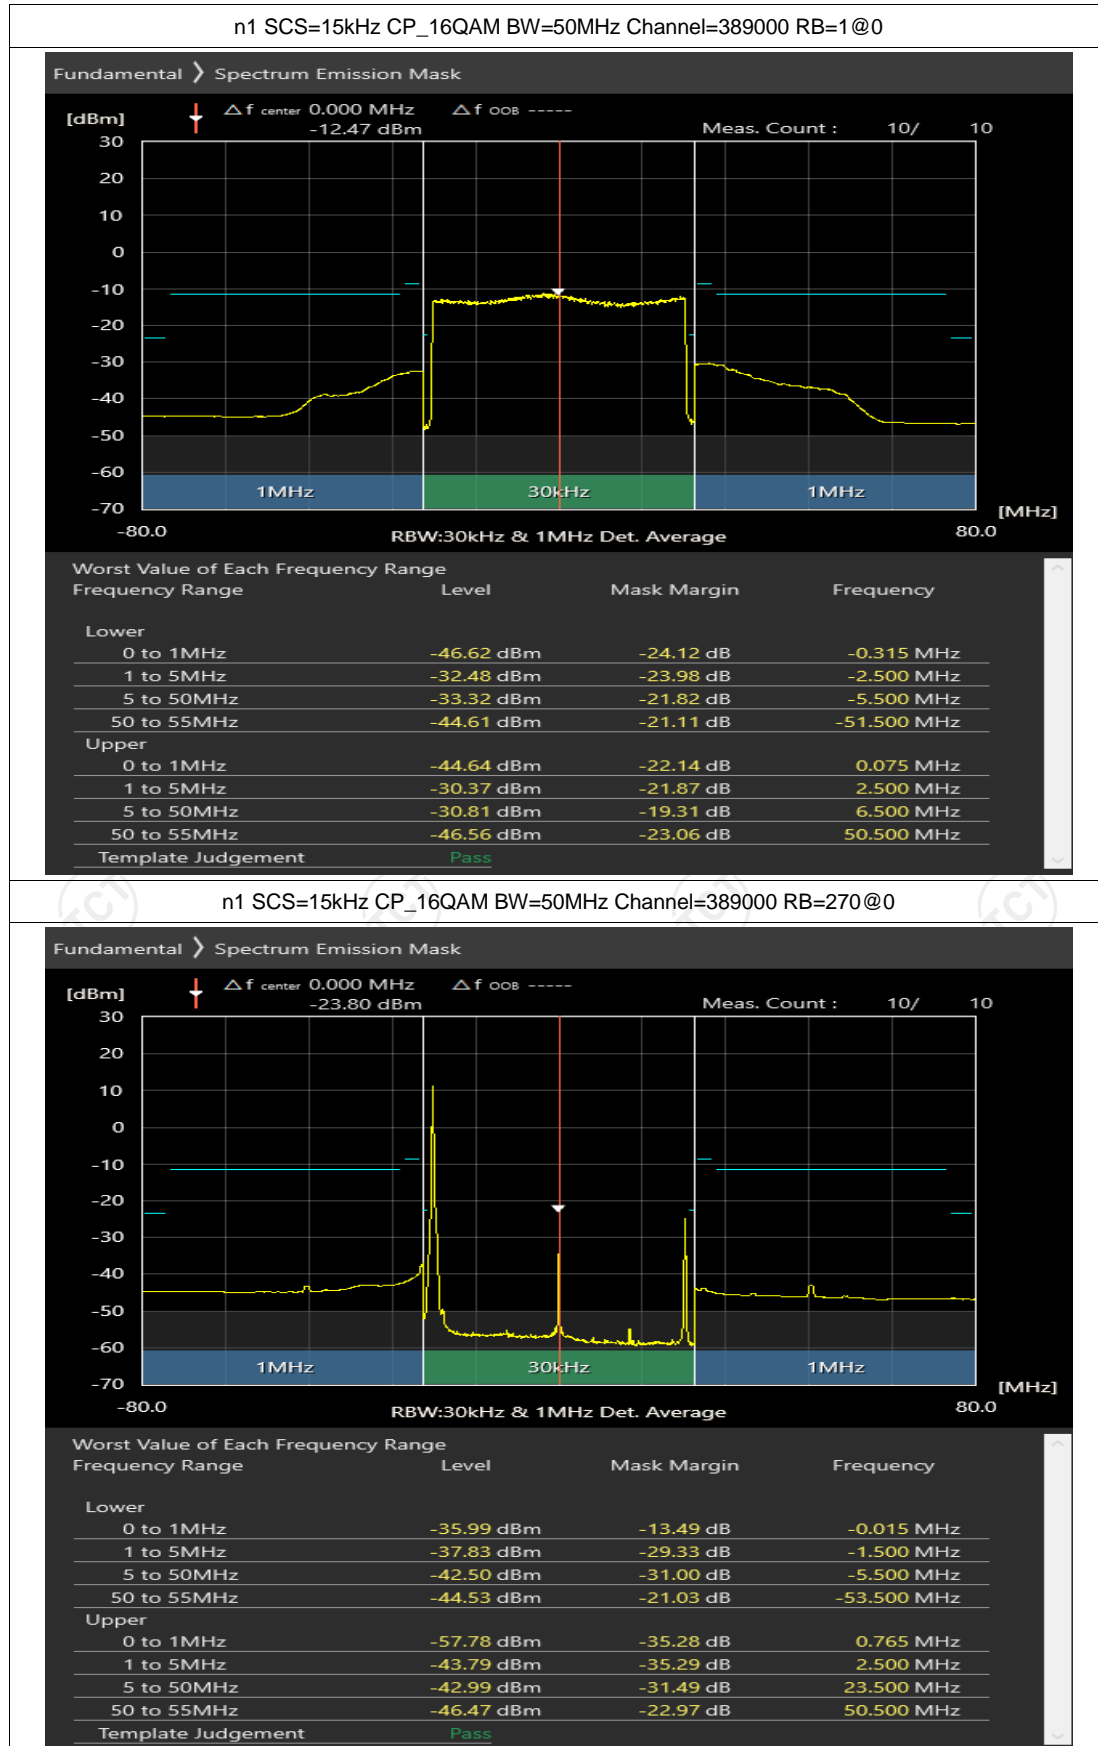 n1 SCS=15kHz CP_16QAM BW=50MHz Channel=389000 RB=1@0
Fundamental > Spectrum Emission Mask
[dBm] Δf center 0.000 MHz Δf OOB -----
-12.47 dBm Meas. Count : 10/ 10
30
20
10
0
-10
-20
-30
-40
-50
-60
1MHz 30kHz 1MHz
-70 [MHz]
-80.0 RBW:30kHz & 1MHz Det. Average 80.0
Worst Value of Each Frequency Range
Frequency Range Level Mask Margin Frequency
Lower
0 to 1MHz -46.62 dBm -24.12 dB -0.315 MHz
1 to 5MHz -32.48 dBm -23.98 dB -2.500 MHz
5 to 50MHz -33.32 dBm -21.82 dB -5.500 MHz
50 to 55MHz -44.61 dBm -21.11 dB -51.500 MHz
Upper
0 to 1MHz -44.64 dBm -22.14 dB 0.075 MHz
1 to 5MHz -30.37 dBm -21.87 dB 2.500 MHz
5 to 50MHz -30.81 dBm -19.31 dB 6.500 MHz
50 to 55MHz -46.56 dBm -23.06 dB 50.500 MHz
Template Judgement Pass
TCT TCT TCT TCT
n1 SCS=15kHz CP_16QAM BW=50MHz Channel=389000 RB=270@0
Fundamental > Spectrum Emission Mask
[dBm] Δf center 0.000 MHz Δf OOB -----
-23.80 dBm Meas. Count : 10/ 10
30
20
10
0
-10
-20
-30
-40
-50
-60
1MHz 30kHz 1MHz
-70 [MHz]
-80.0 RBW:30kHz & 1MHz Det. Average 80.0
Worst Value of Each Frequency Range
Frequency Range Level Mask Margin Frequency
Lower
0 to 1MHz -35.99 dBm -13.49 dB -0.015 MHz
1 to 5MHz -37.83 dBm -29.33 dB -1.500 MHz
5 to 50MHz -42.50 dBm -31.00 dB -5.500 MHz
50 to 55MHz -44.53 dBm -21.03 dB -53.500 MHz
Upper
0 to 1MHz -57.78 dBm -35.28 dB 0.765 MHz
1 to 5MHz -43.79 dBm -35.29 dB 2.500 MHz
5 to 50MHz -42.99 dBm -31.49 dB 23.500 MHz
50 to 55MHz -46.47 dBm -22.97 dB 50.500 MHz
Template Judgement Pass